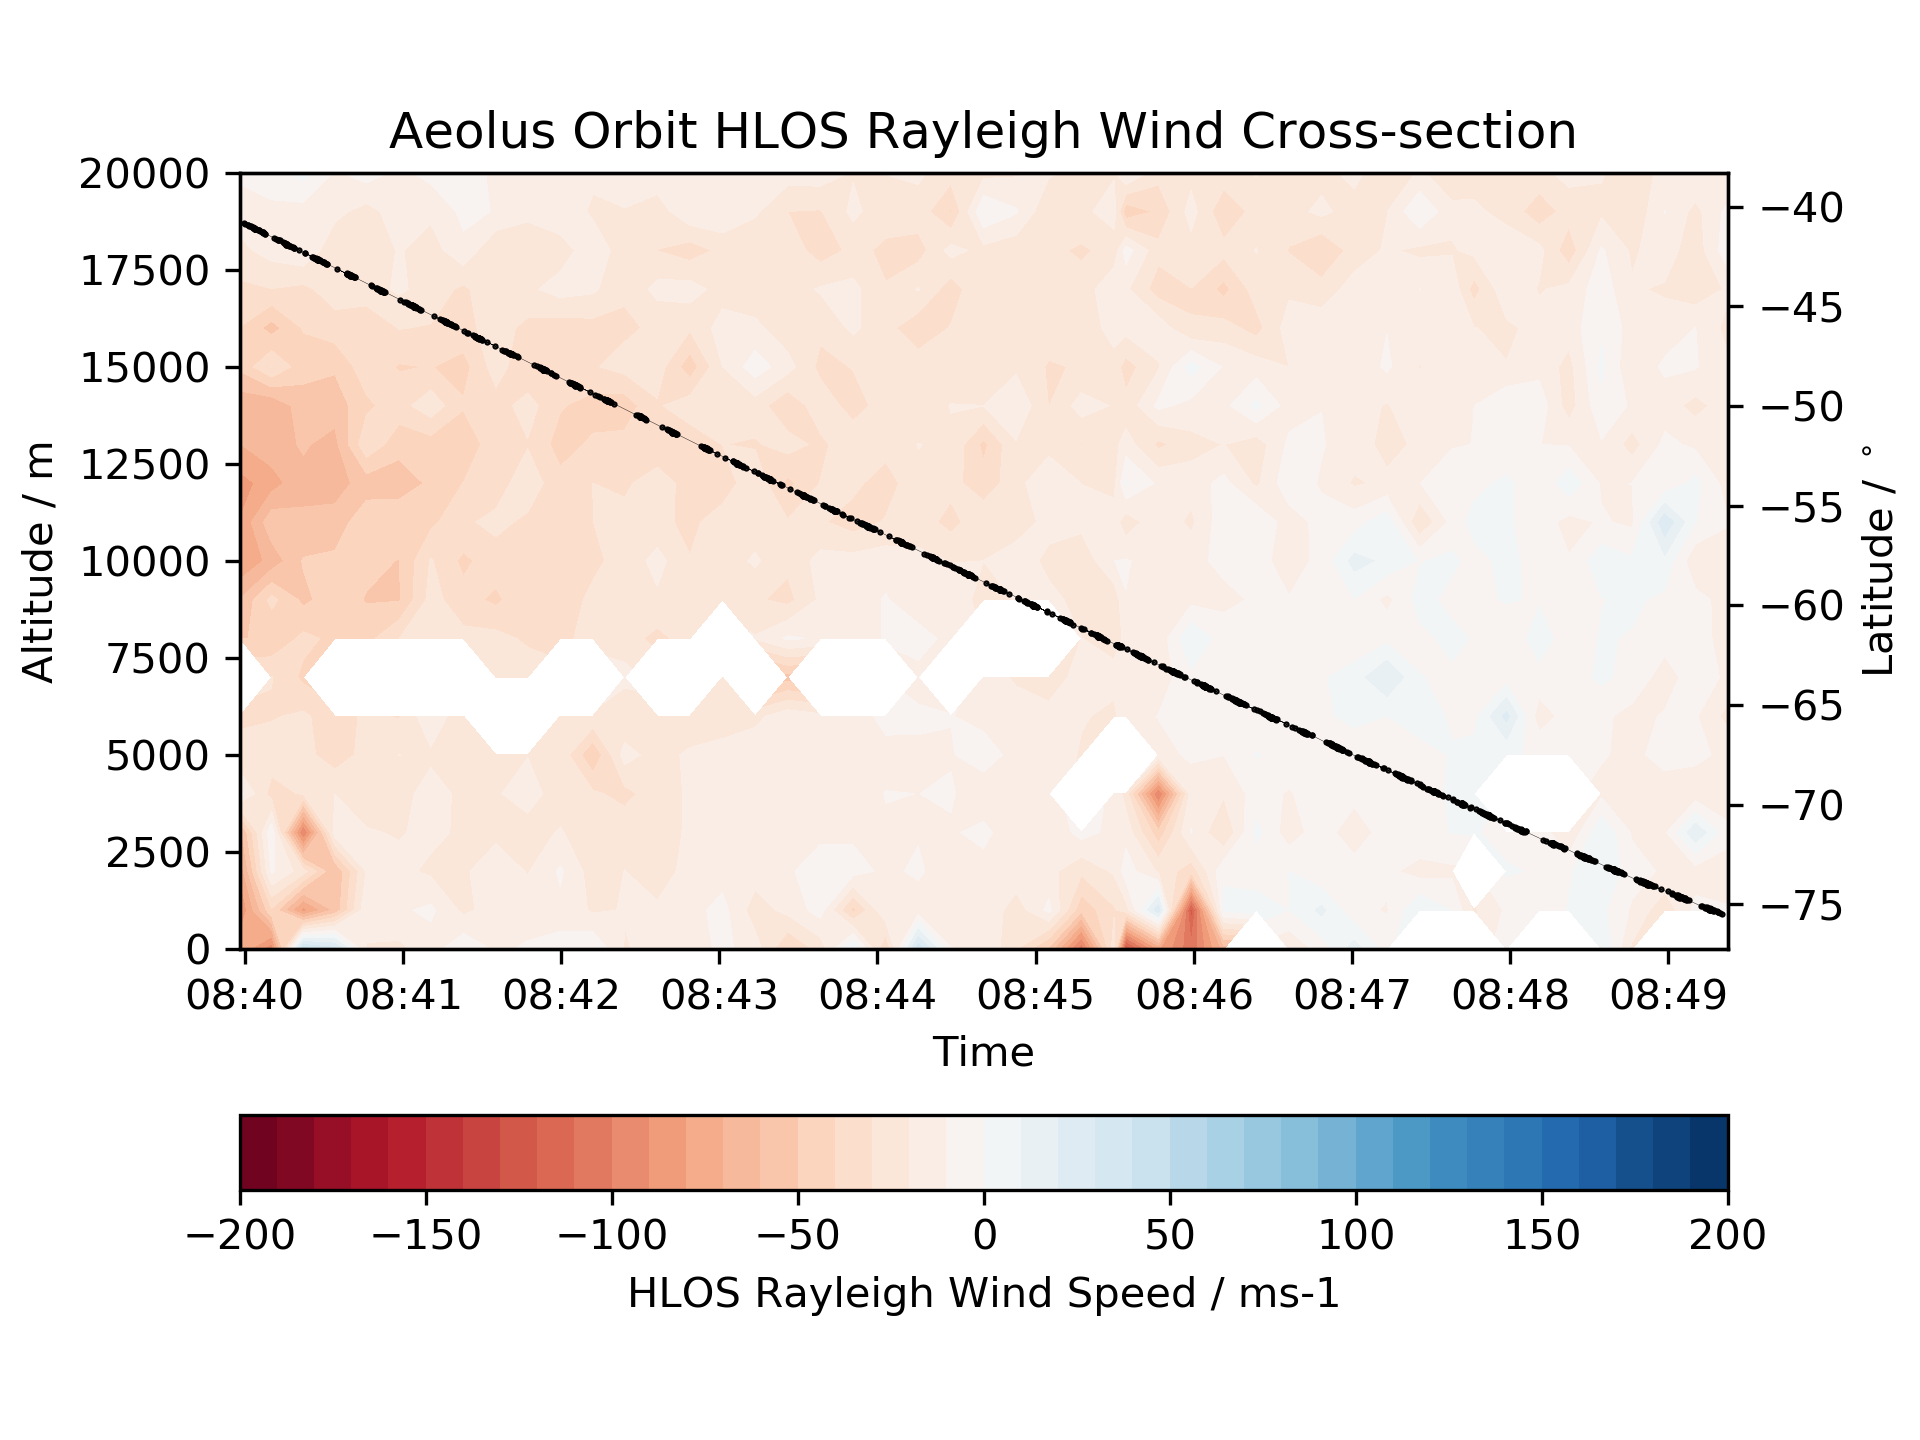 Aeolus Orbit HLOS Rayleigh Wind Cross-section
20000
17500
15000
12500
10000
7500
5000
2500
0
Altitude / m
−40
−45
−50
−55
−60
−65
−70
−75
Latitude / °
08:40 08:41 08:42 08:43 08:44 08:45 08:46 08:47 08:48 08:49
Time
−200 −150 −100 −50 0 50 100 150 200
HLOS Rayleigh Wind Speed / ms-1